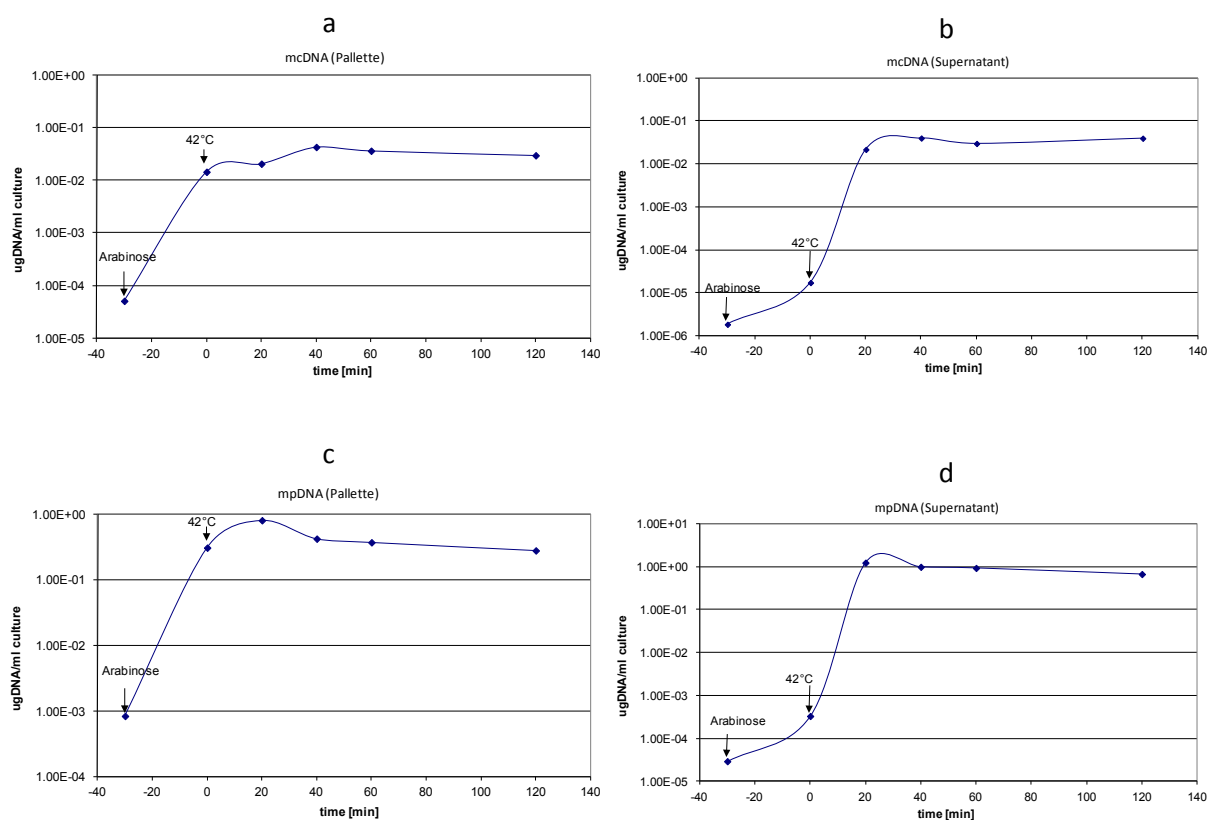 a
mcDNA (Pallette)
1.00E+00
1.00E-01
1.00E-02
1.00E-03
1.00E-04
1.00E-05
ugDNA/ml culture
42°C
Arabinose
-40 -20 0 20 40 60 80 100 120 140
time [min]
b
mcDNA (Supernatant)
1.00E+00
1.00E-01
1.00E-02
1.00E-03
1.00E-04
1.00E-05
1.00E-06
ugDNA/ml culture
42°C
Arabinose
-40 -20 0 20 40 60 80 100 120 140
time [min]
c
mpDNA (Pallette)
1.00E+00
1.00E-01
1.00E-02
1.00E-03
1.00E-04
ugDNA/ml culture
42°C
Arabinose
-40 -20 0 20 40 60 80 100 120 140
time [min]
d
mpDNA (Supernatant)
1.00E+01
1.00E+00
1.00E-01
1.00E-02
1.00E-03
1.00E-04
1.00E-05
ugDNA/ml culture
42°C
Arabinose
-40 -20 0 20 40 60 80 100 120 140
time [min]